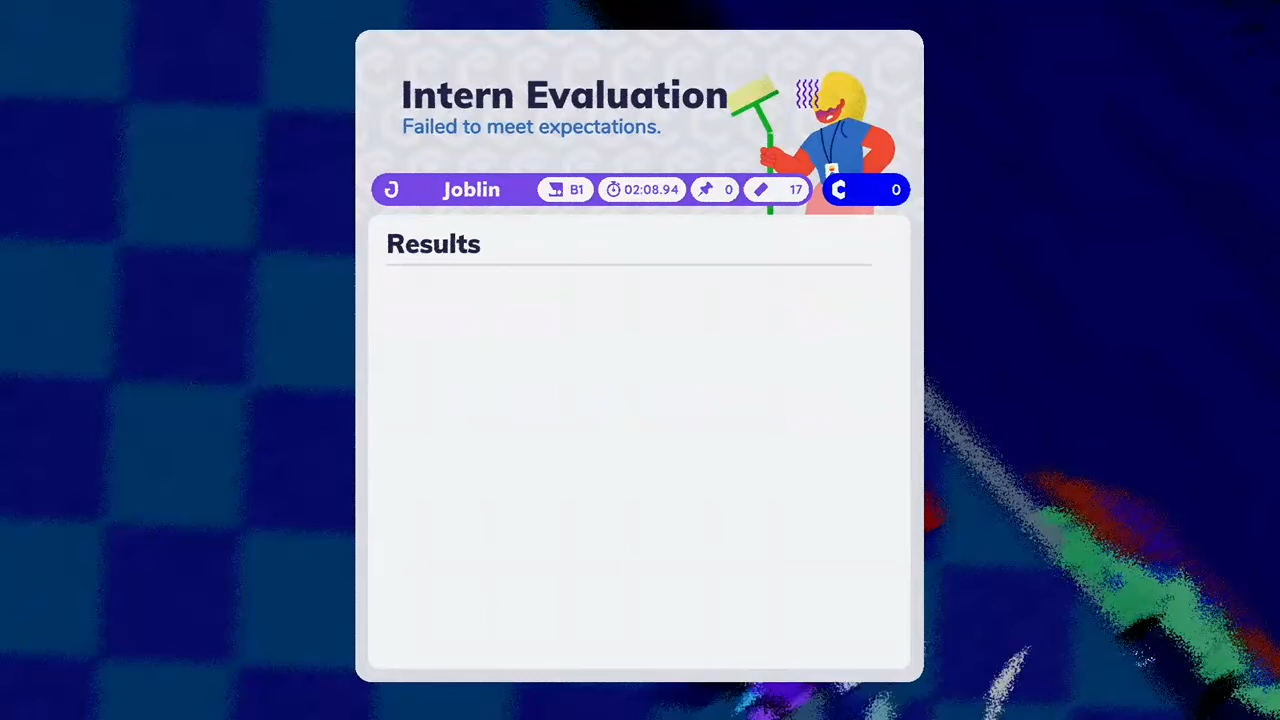 Intern Evaluation
Failed to meet expectations.
Joblin B1 02:08.94 0 17 0
Results